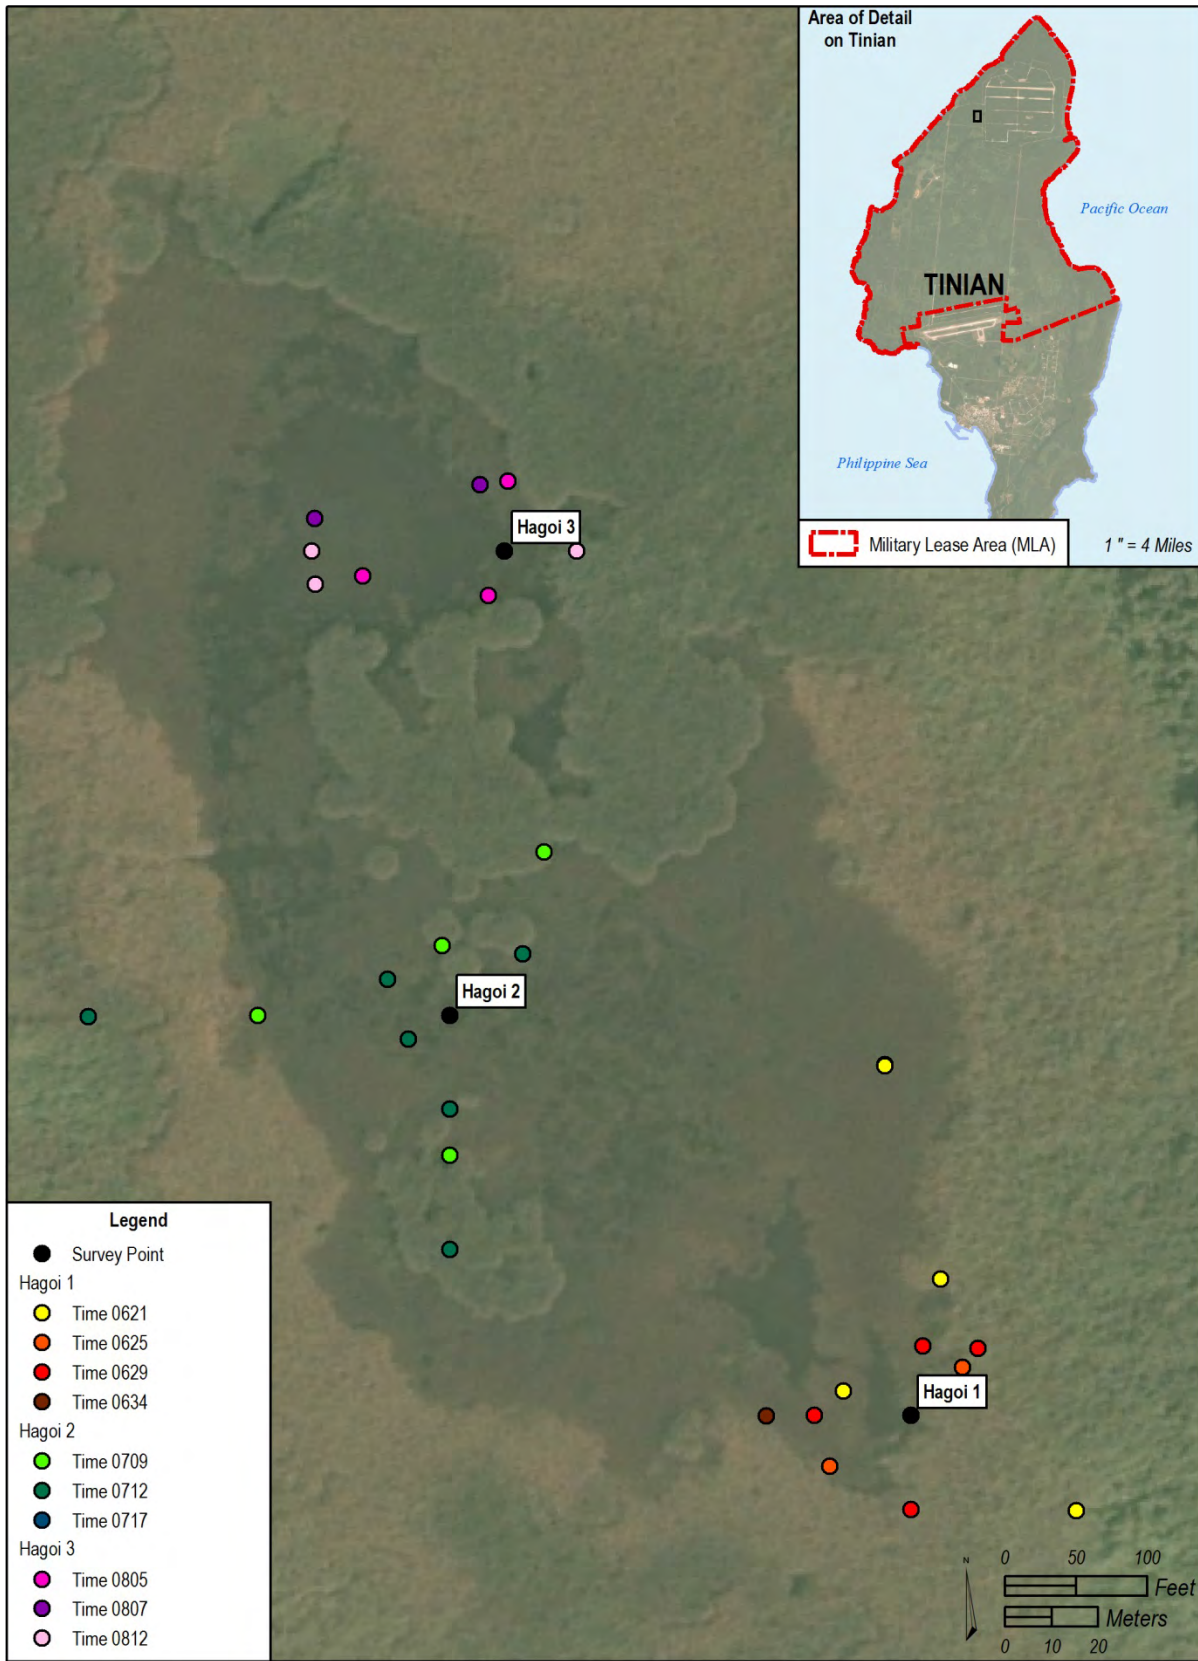 Area of Detail
on Tinian
Pacific Ocean
TINIAN
Philippine Sea
Military Lease Area (MLA)
1 " = 4 Miles
Hagoi 3
Hagoi 2
Hagoi 1
Legend
Survey Point
Hagoi 1
Time 0621
Time 0625
Time 0629
Time 0634
Hagoi 2
Time 0709
Time 0712
Time 0717
Hagoi 3
Time 0805
Time 0807
Time 0812
N
0 50 100
Feet
Meters
0 10 20